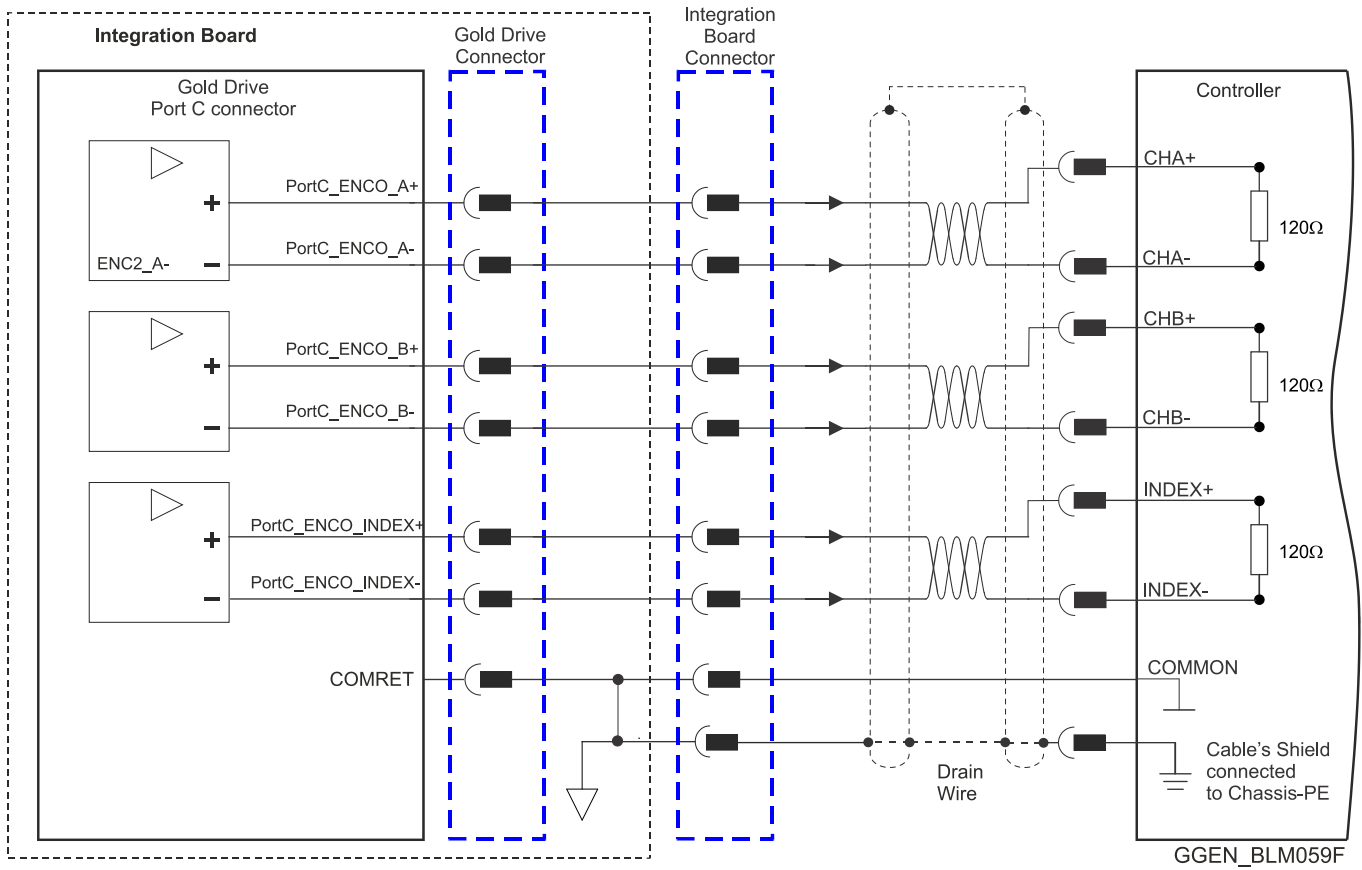 Integration Board
Gold Drive
Connector
Integration
Board
Connector
Gold Drive
Port C connector
Controller
PortC_ENCO_A+
+
PortC_ENCO_A-
ENC2_A-
−
CHA+
120Ω
CHA-
PortC_ENCO_B+
+
PortC_ENCO_B-
−
CHB+
120Ω
CHB-
PortC_ENCO_INDEX+
+
PortC_ENCO_INDEX-
−
INDEX+
120Ω
INDEX-
COMRET
COMMON
Drain
Wire
Cable's Shield
connected
to Chassis-PE
GGEN_BLM059F